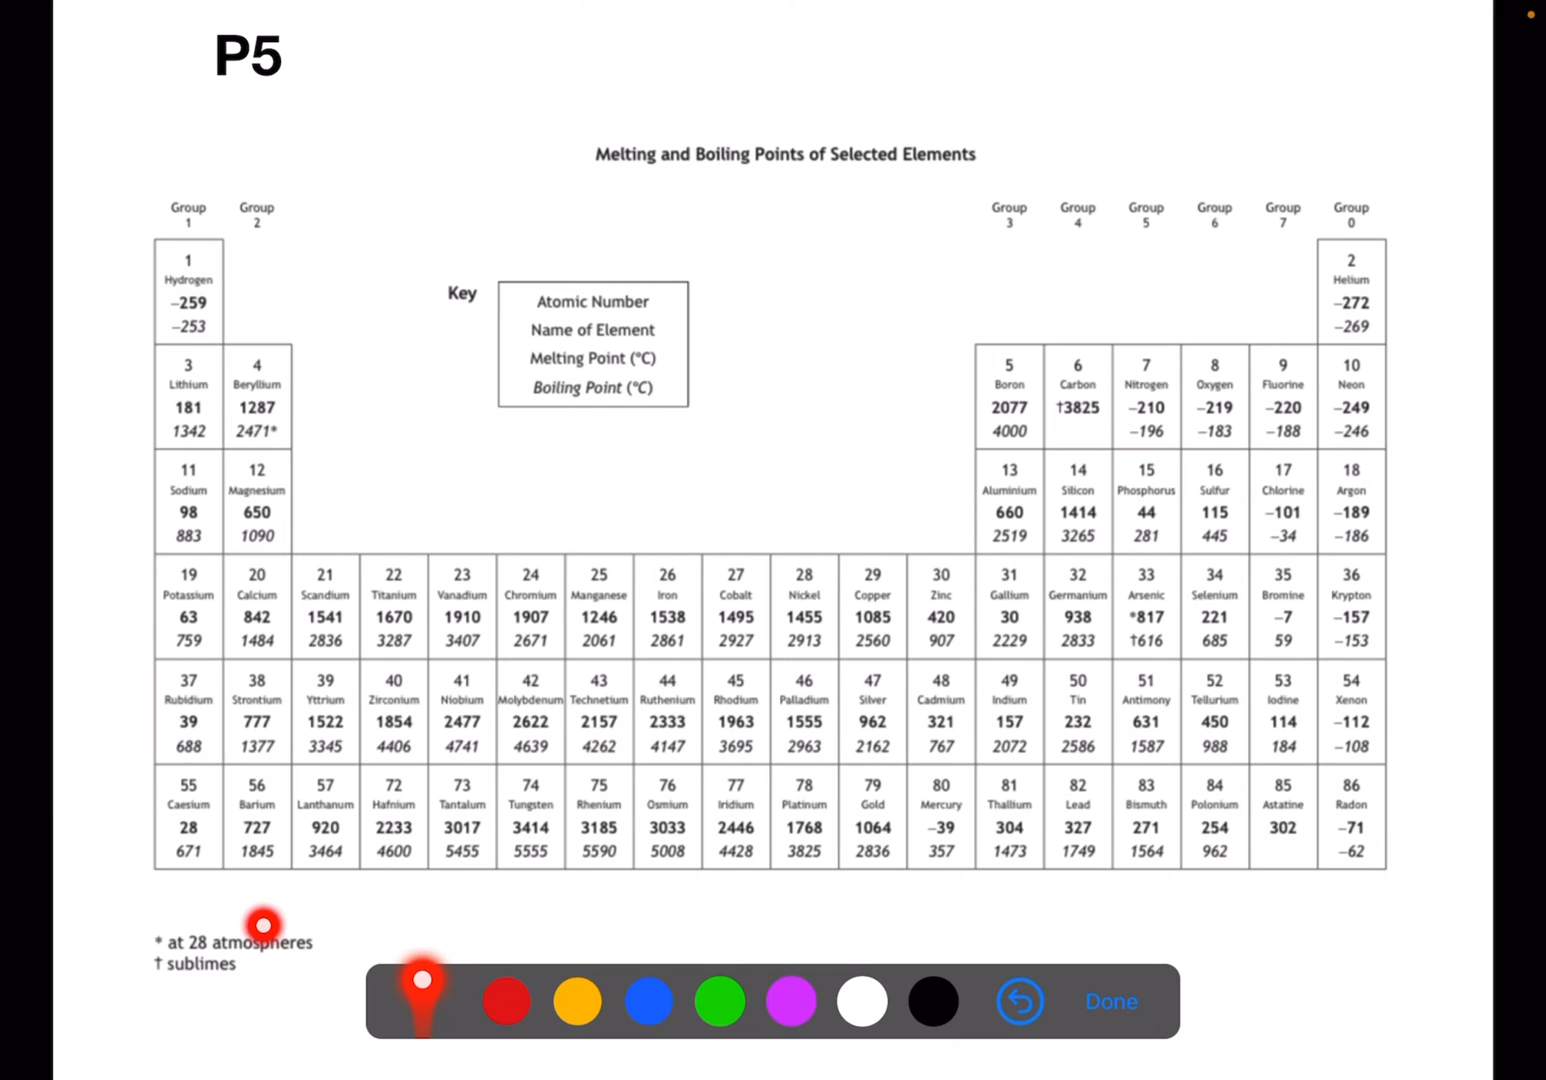 P5
Melting and Boiling Points of Selected Elements
Group Group Group Group Group Group Group Group
1 2 3 4 5 6 7 0
1 2
Hydrogen Helium
−259 −272
−253 −269
Key
Atomic Number
Name of Element
Melting Point (°C)
Boiling Point (°C)
3 4 5 6 7 8 9 10
Lithium Beryllium Boron Carbon Nitrogen Oxygen Fluorine Neon
181 1287 2077 †3825 −210 −219 −220 −249
1342 2471* 4000 −196 −183 −188 −246
11 12 13 14 15 16 17 18
Sodium Magnesium Aluminium Silicon Phosphorus Sulfur Chlorine Argon
98 650 660 1414 44 115 −101 −189
883 1090 2519 3265 281 445 −34 −186
19 20 21 22 23 24 25 26 27 28 29 30 31 32 33 34 35 36
Potassium Calcium Scandium Titanium Vanadium Chromium Manganese Iron Cobalt Nickel Copper Zinc Gallium Germanium Arsenic Selenium Bromine Krypton
63 842 1541 1670 1910 1907 1246 1538 1495 1455 1085 420 30 938 *817 221 −7 −157
759 1484 2836 3287 3407 2671 2061 2861 2927 2913 2560 907 2229 2833 †616 685 59 −153
37 38 39 40 41 42 43 44 45 46 47 48 49 50 51 52 53 54
Rubidium Strontium Yttrium Zirconium Niobium Molybdenum Technetium Ruthenium Rhodium Palladium Silver Cadmium Indium Tin Antimony Tellurium Iodine Xenon
39 777 1522 1854 2477 2622 2157 2333 1963 1555 962 321 157 232 631 450 114 −112
688 1377 3345 4406 4741 4639 4262 4147 3695 2963 2162 767 2072 2586 1587 988 184 −108
55 56 57 72 73 74 75 76 77 78 79 80 81 82 83 84 85 86
Caesium Barium Lanthanum Hafnium Tantalum Tungsten Rhenium Osmium Iridium Platinum Gold Mercury Thallium Lead Bismuth Polonium Astatine Radon
28 727 920 2233 3017 3414 3185 3033 2446 1768 1064 −39 304 327 271 254 302 −71
671 1845 3464 4600 5455 5555 5590 5008 4428 3825 2836 357 1473 1749 1564 962 −62
* at 28 atmospheres
† sublimes
Done